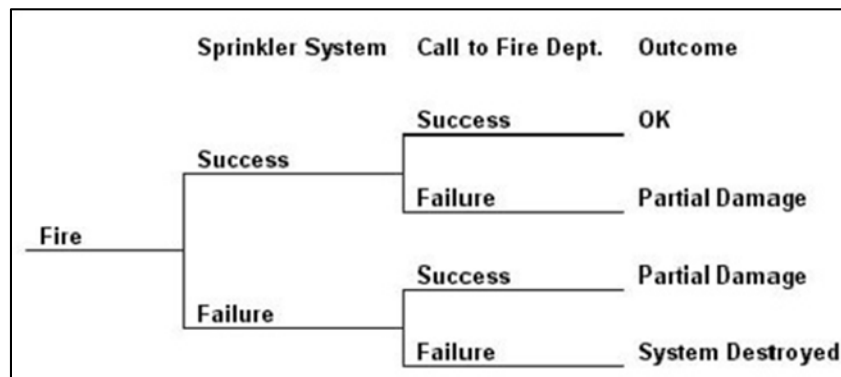 Sprinkler System Call to Fire Dept. Outcome
Success OK
Success
Failure Partial Damage
Fire
Success Partial Damage
Failure
Failure System Destroyed